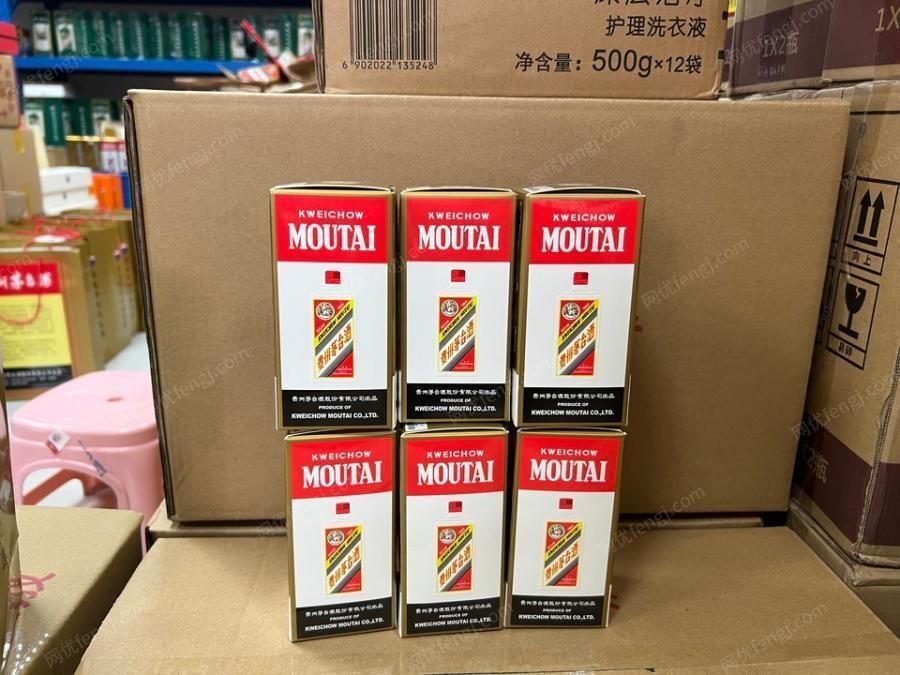 护理洗衣液
净含量：500g×12袋
6 902022 135248
1X2瓶
1X
向上
易碎
2瓶
KWEICHOW
MOUTAI
贵州茅台酒
贵州茅台酒股份有限公司出品
PRODUCE OF
KWEICHOW MOUTAI CO.,LTD.
KWEICHOW
MOUTAI
贵州茅台酒
贵州茅台酒股份有限公司出品
PRODUCE OF
KWEICHOW MOUTAI CO.,LTD.
KWEICHOW
MOUTAI
贵州茅台酒
贵州茅台酒股份有限公司出品
PRODUCE OF
KWEICHOW MOUTAI CO.,LTD.
KWEICHOW
MOUTAI
贵州茅台酒
贵州茅台酒股份有限公司出品
PRODUCE OF
KWEICHOW MOUTAI CO.,LTD.
KWEICHOW
MOUTAI
贵州茅台酒
贵州茅台酒股份有限公司出品
PRODUCE OF
KWEICHOW MOUTAI CO.,LTD.
KWEICHOW
MOUTAI
贵州茅台酒
贵州茅台酒股份有限公司出品
PRODUCE OF
KWEICHOW MOUTAI CO.,LTD.
网优fengj.com